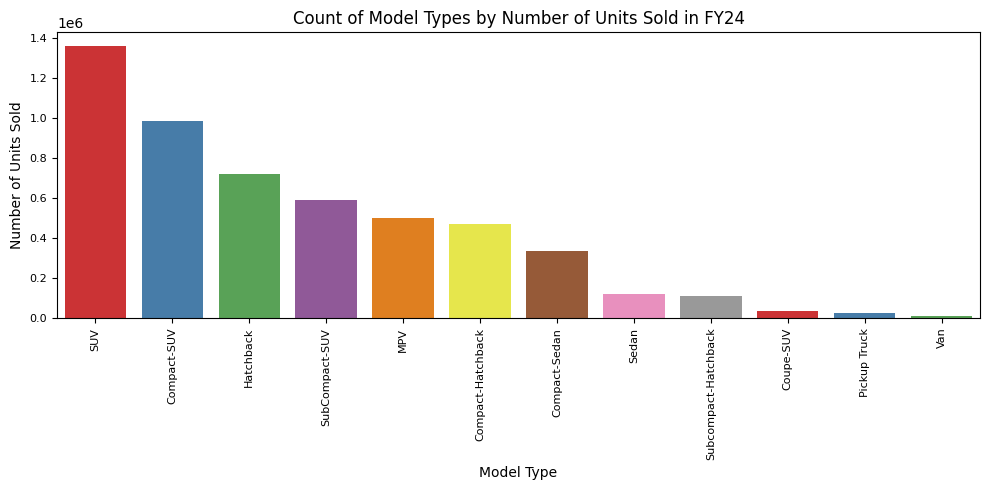 Count of Model Types by Number of Units Sold in FY24
1e6
Number of Units Sold
1.4
1.2
1.0
0.8
0.6
0.4
0.2
0.0
SUV
Compact-SUV
Hatchback
SubCompact-SUV
MPV
Compact-Hatchback
Compact-Sedan
Sedan
Subcompact-Hatchback
Coupe-SUV
Pickup Truck
Van
Model Type